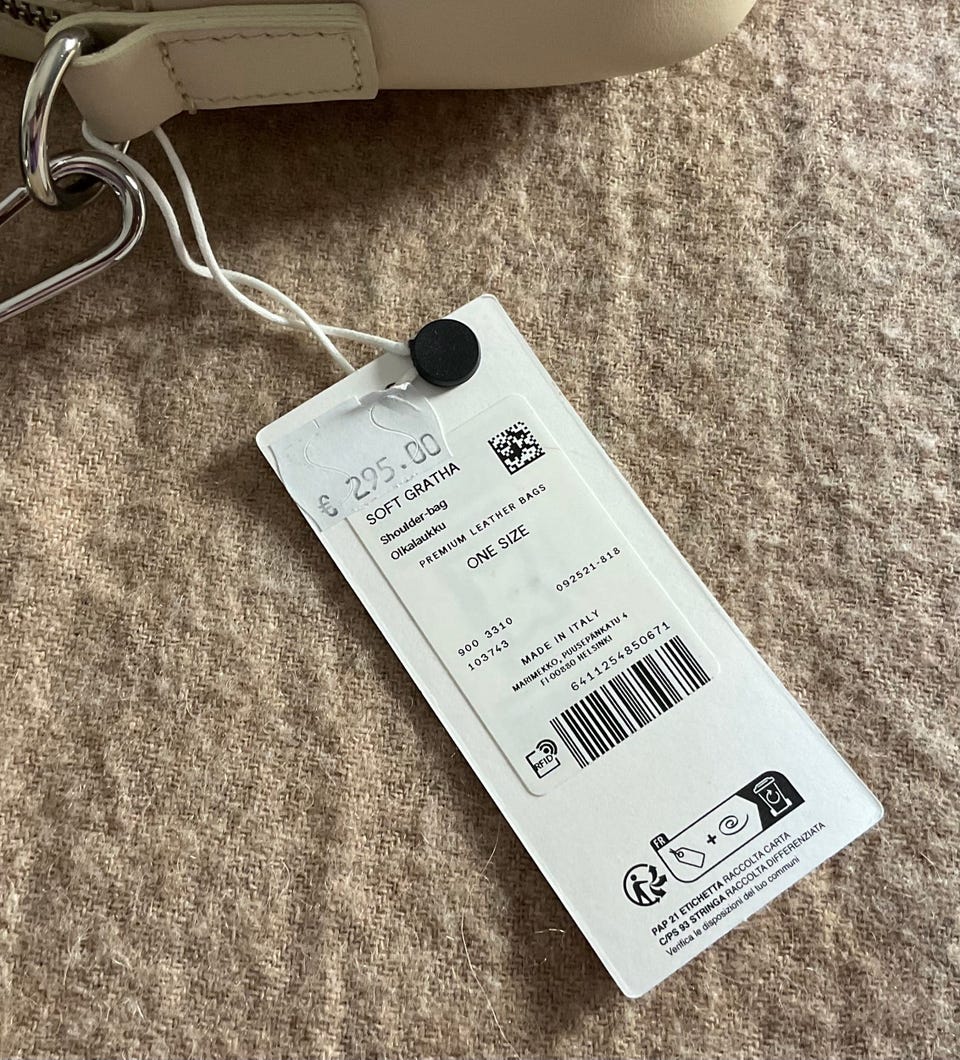 € 295.00
SOFT GRATHA
Shoulder-bag
Olkalaukku
PREMIUM LEATHER BAGS
ONE SIZE
092521-818
900 3310
103743
MADE IN ITALY
MARIMEKKO, PUUSEPÄNKATU 4
FI-00880 HELSINKI
6411254850671
RFID
FR
+
PAP 21 ETICHETTA RACCOLTA CARTA
C/PS 93 STRINGA RACCOLTA DIFFERENZIATA
Verifica le disposizioni del tuo communi